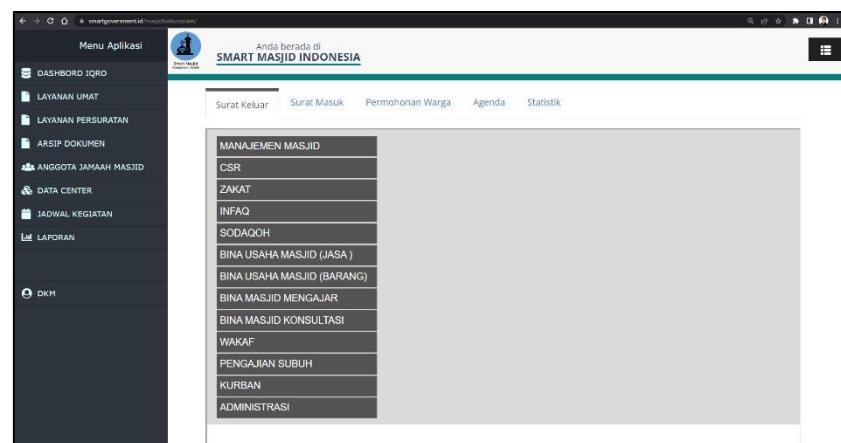 smartgovernment.id/masjidbaitussalam/
Menu Aplikasi
DASHBORD IQRO
LAYANAN UMAT
LAYANAN PERSURATAN
ARSIP DOKUMEN
ANGGOTA JAMAAH MASJID
DATA CENTER
JADWAL KEGIATAN
LAPORAN
DKM
Smart Masjid
Anda berada di
SMART MASJID INDONESIA
Surat Keluar Surat Masuk Permohonan Warga Agenda Statistik
MANAJEMEN MASJID
CSR
ZAKAT
INFAQ
SODAQOH
BINA USAHA MASJID (JASA )
BINA USAHA MASJID (BARANG)
BINA MASJID MENGAJAR
BINA MASJID KONSULTASI
WAKAF
PENGAJIAN SUBUH
KURBAN
ADMINISTRASI